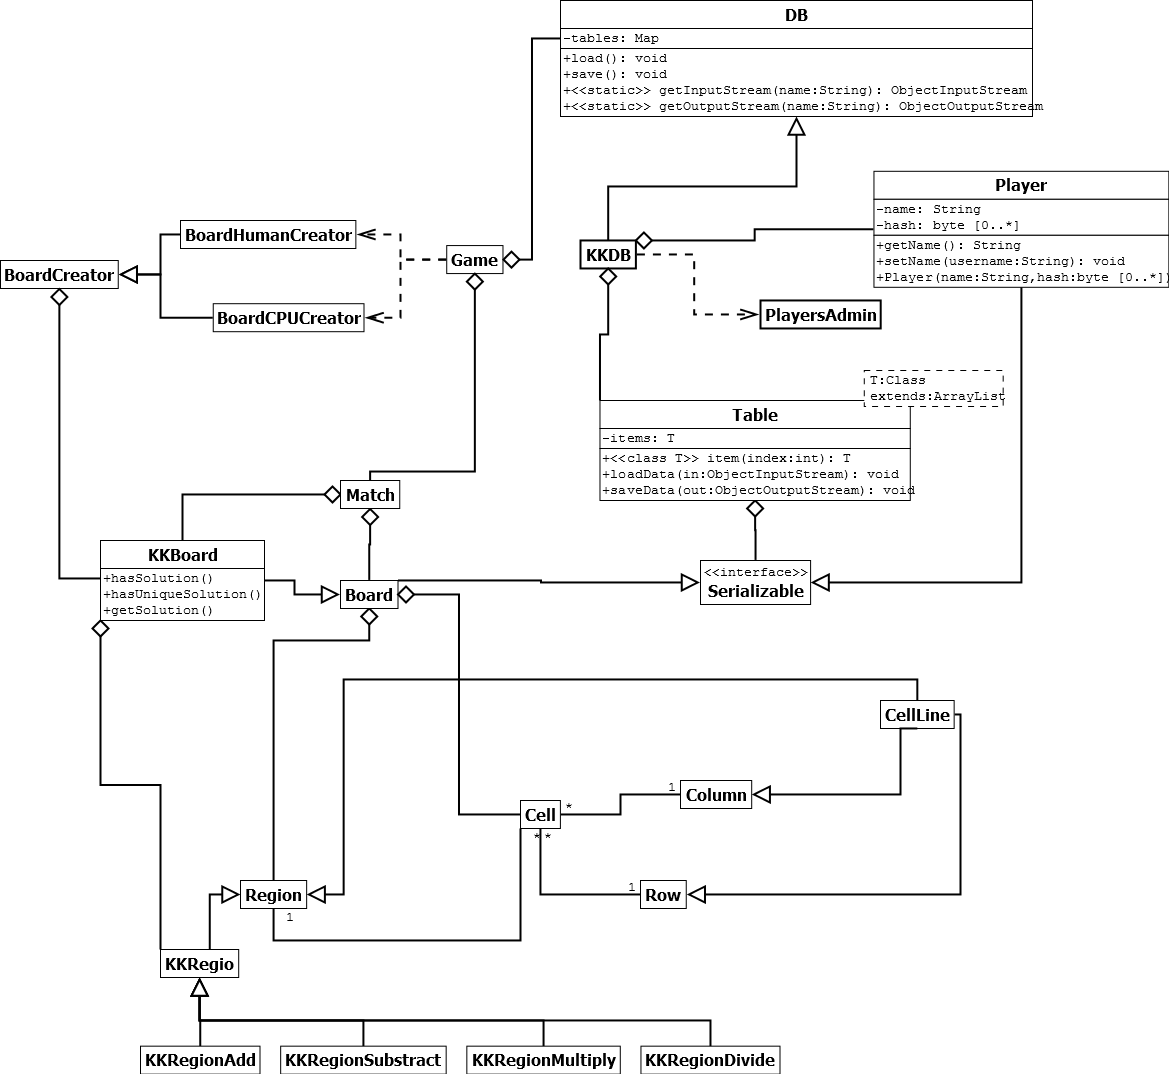 DB
-tables: Map
+load(): void
+save(): void
+<<static>> getInputStream(name:String): ObjectInputStream
+<<static>> getOutputStream(name:String): ObjectOutputStream
Player
-name: String
-hash: byte [0..*]
+getName(): String
+setName(username:String): void
+Player(name:String,hash:byte [0..*])
BoardHumanCreator
Game
KKDB
BoardCreator
BoardCPUCreator
PlayersAdmin
T:Class
extends:ArrayList
Table
-items: T
+<<class T>> item(index:int): T
+loadData(in:ObjectInputStream): void
+saveData(out:ObjectOutputStream): void
Match
KKBoard
+hasSolution()
+hasUniqueSolution()
+getSolution()
Board
<<interface>>
Serializable
CellLine
1
Column
*
Cell
* *
1
Row
Region
1
KKRegio
KKRegionAdd
KKRegionSubstract
KKRegionMultiply
KKRegionDivide